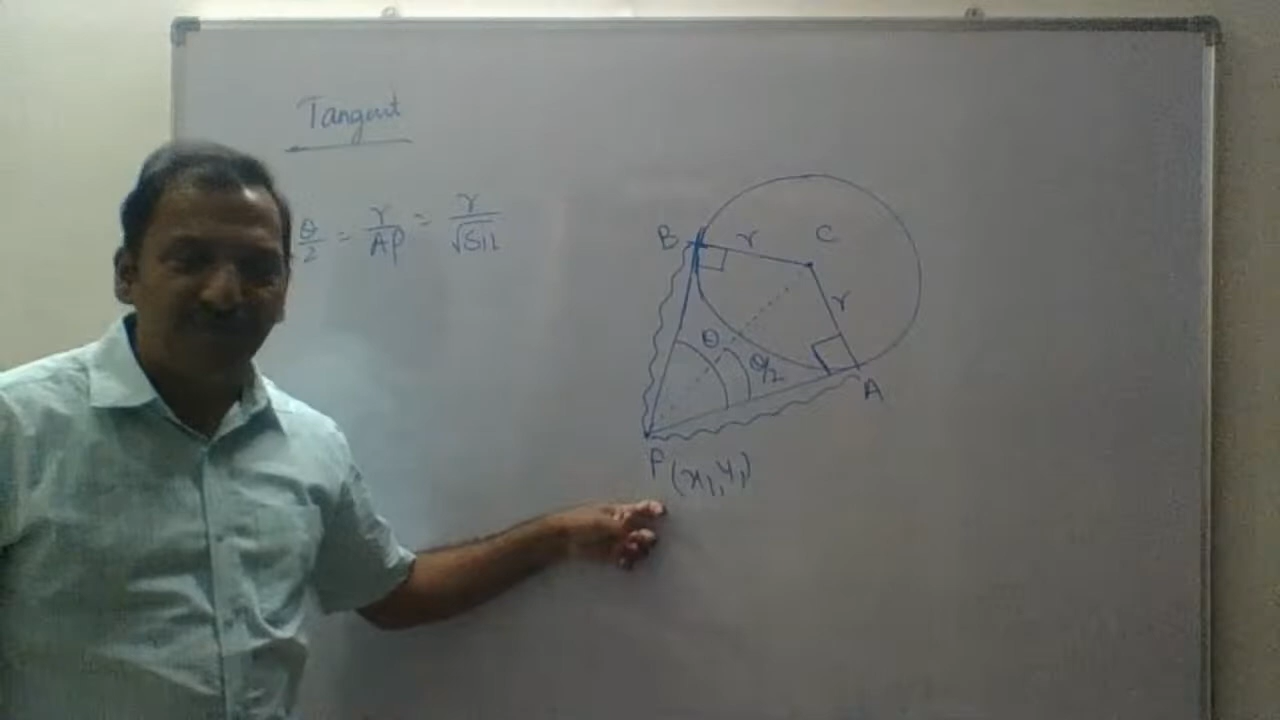 Tangent
θ/2 = r/AP = r/√S11
B
r
C
r
θ
θ/2
A
P(x1, y1)